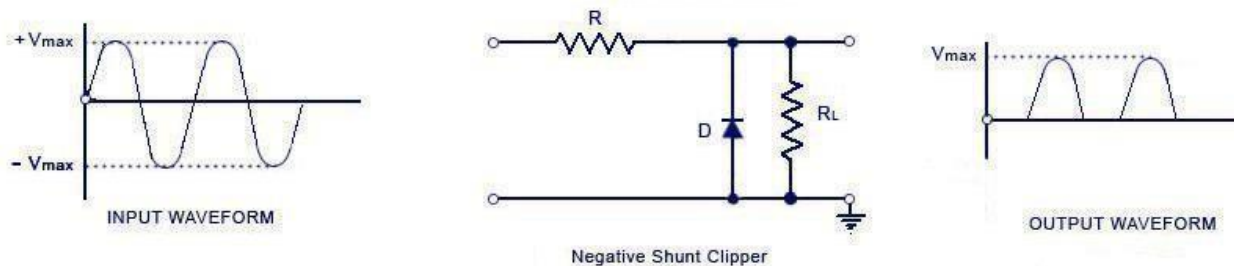 + Vmax
- Vmax
INPUT WAVEFORM
R
D
RL
Negative Shunt Clipper
Vmax
OUTPUT WAVEFORM